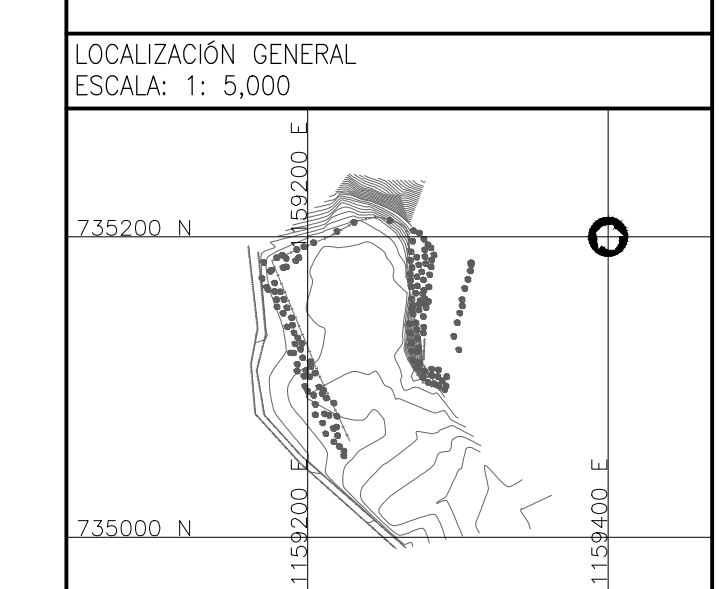 LOCALIZACIÓN GENERAL
ESCALA: 1: 5,000
1159200 E
735200 N
1159200 E
1159400 E
735000 N